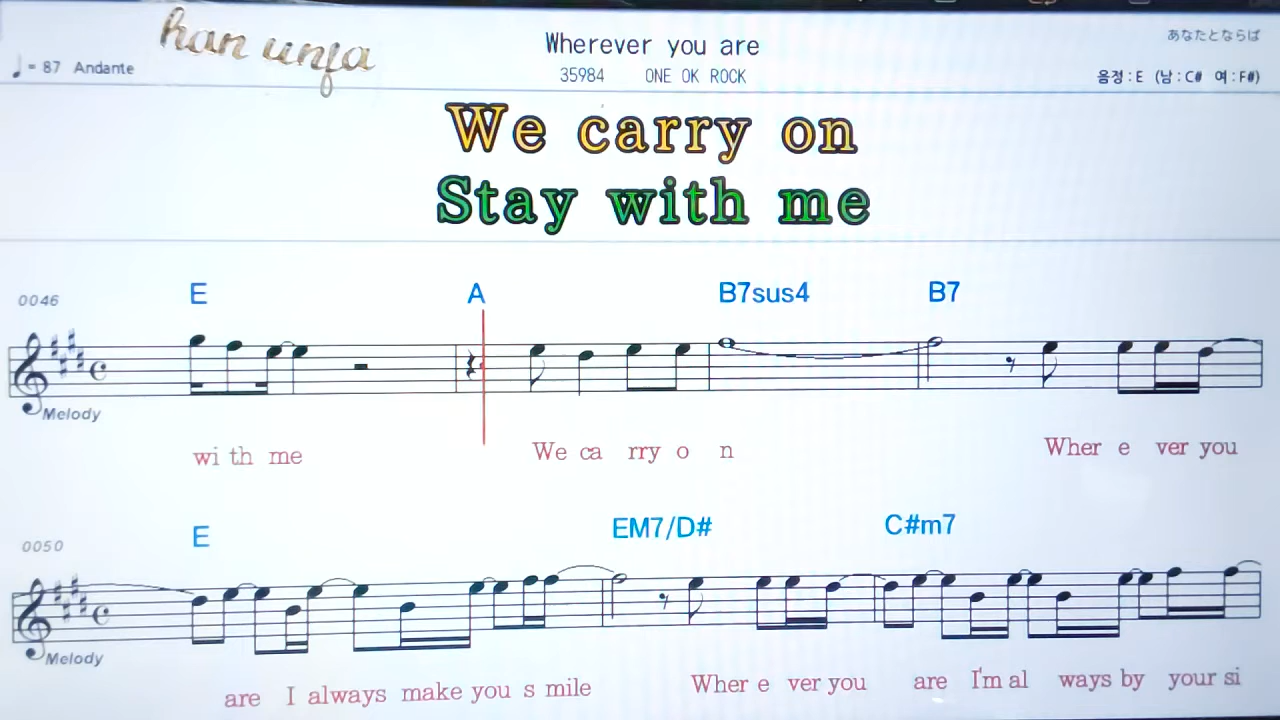 han unja
Wherever you are
あなたとならば
♩= 87 Andante
35984 ONE OK ROCK
음정:E (남:C# 여:F#)
We carry on
Stay with me
0046
E A B7sus4 B7
Melody
wi th me We ca rry o n Wher e ver you
0050
E EM7/D# C#m7
Melody
are I always make you s mile Wher e ver you are I'm al ways by your si